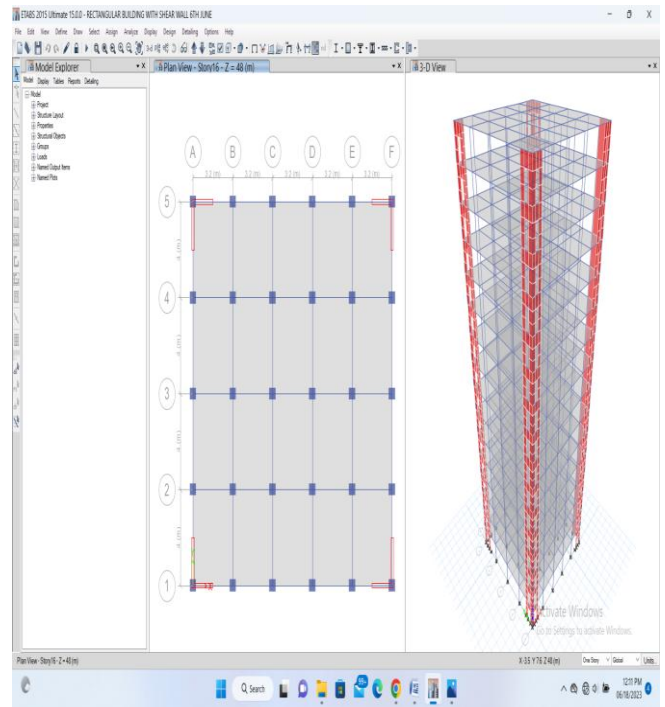 ETABS 2015 Ultimate 15.0.0 - RECTANGULAR BUILDING WITH SHEAR WALL 6TH JUNE
File Edit View Define Draw Select Assign Analyze Display Design Detailing Options Help
Model Explorer
Model Display Tables Reports Detailing
Model
Project
Structure Layout
Properties
Structural Objects
Groups
Loads
Named Output Items
Named Plots
Plan View - Story16 - Z = 48 (m)
A B C D E F
3.2 (m) 3.2 (m) 3.2 (m) 3.2 (m) 3.2 (m)
5
4 (m)
4
4 (m)
3
4 (m)
2
4 (m)
1
3-D View
Activate Windows
Go to Settings to activate Windows.
Plan View - Story16 - Z = 48 (m)
X -3.5 Y 7.6 Z 48 (m) One Story Global Units...
Search
99+
12:11 PM
06/18/2023